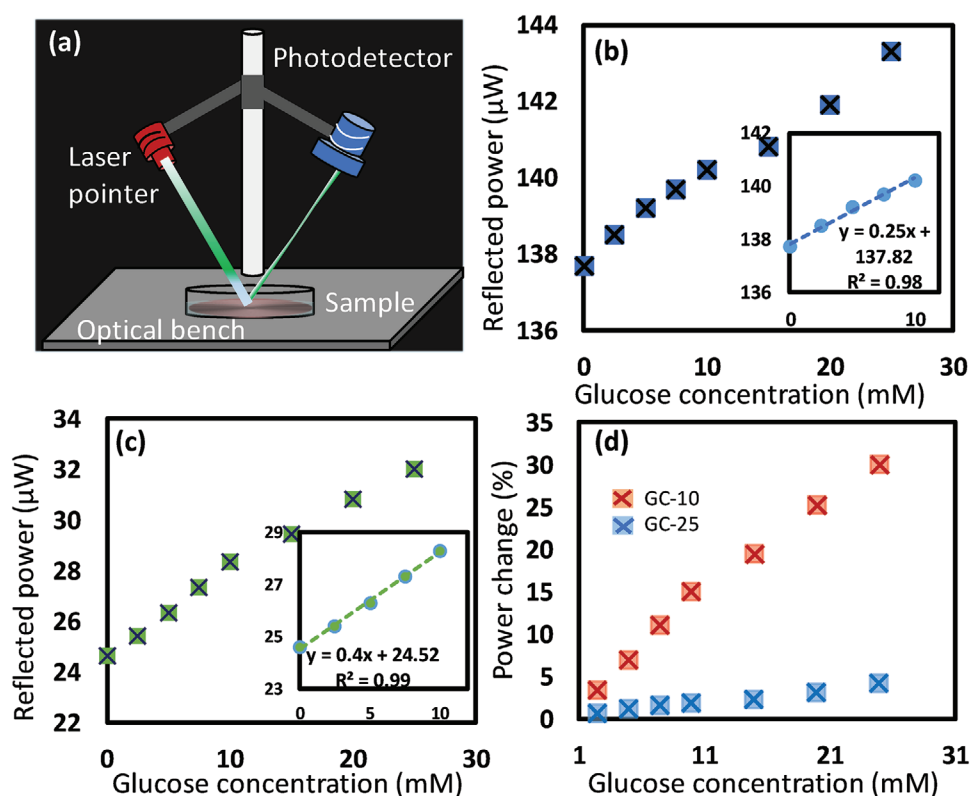 (a)
Photodetector
Laser
pointer
Sample
Optical bench
(b)
Reflected power (µW)
144
142
140
138
136
0
10
20
30
Glucose concentration (mM)
142
140
138
136
0
10
y = 0.25x +
137.82
R² = 0.98
(c)
Reflected power (µW)
34
32
30
28
26
24
22
0
10
20
30
Glucose concentration (mM)
29
27
25
23
0
5
10
y = 0.4x + 24.52
R² = 0.99
(d)
Power change (%)
35
30
25
20
15
10
5
0
1
11
21
31
Glucose concentration (mM)
GC-10
GC-25